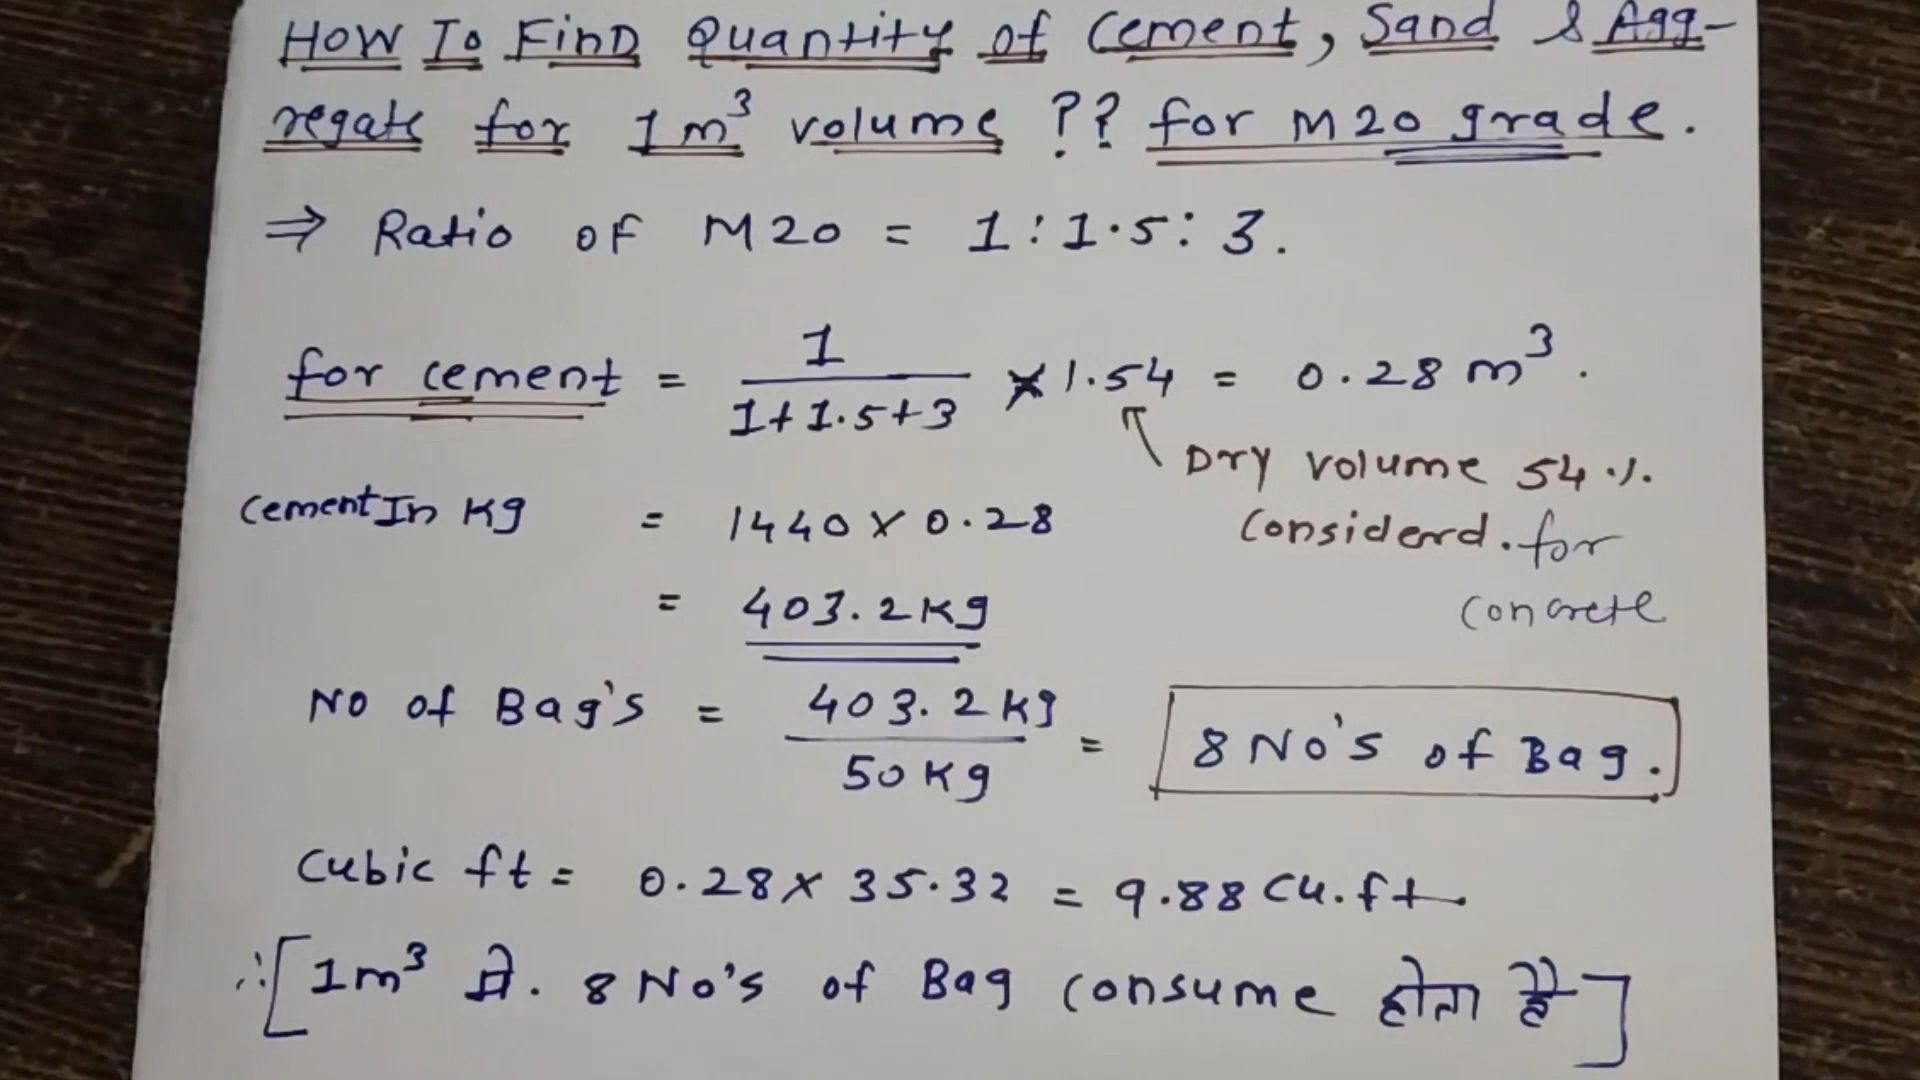 How To Find Quantity of Cement, Sand & Agg-
regate for 1m³ volume ?? for M20 grade.
⇒ Ratio of M20 = 1:1.5:3.
for cement = 1/(1+1.5+3) × 1.54 = 0.28 m³.
Dry volume 54 %.
Considerd. for
concrete
Cement In Kg = 1440 × 0.28
= 403.2 Kg
No of Bag's = 403.2 Kg / 50 Kg = 8 No's of Bag.
Cubic ft = 0.28 × 35.32 = 9.88 Cu.ft.
∴ [1m³ मे. 8 No's of Bag Consume होता है]